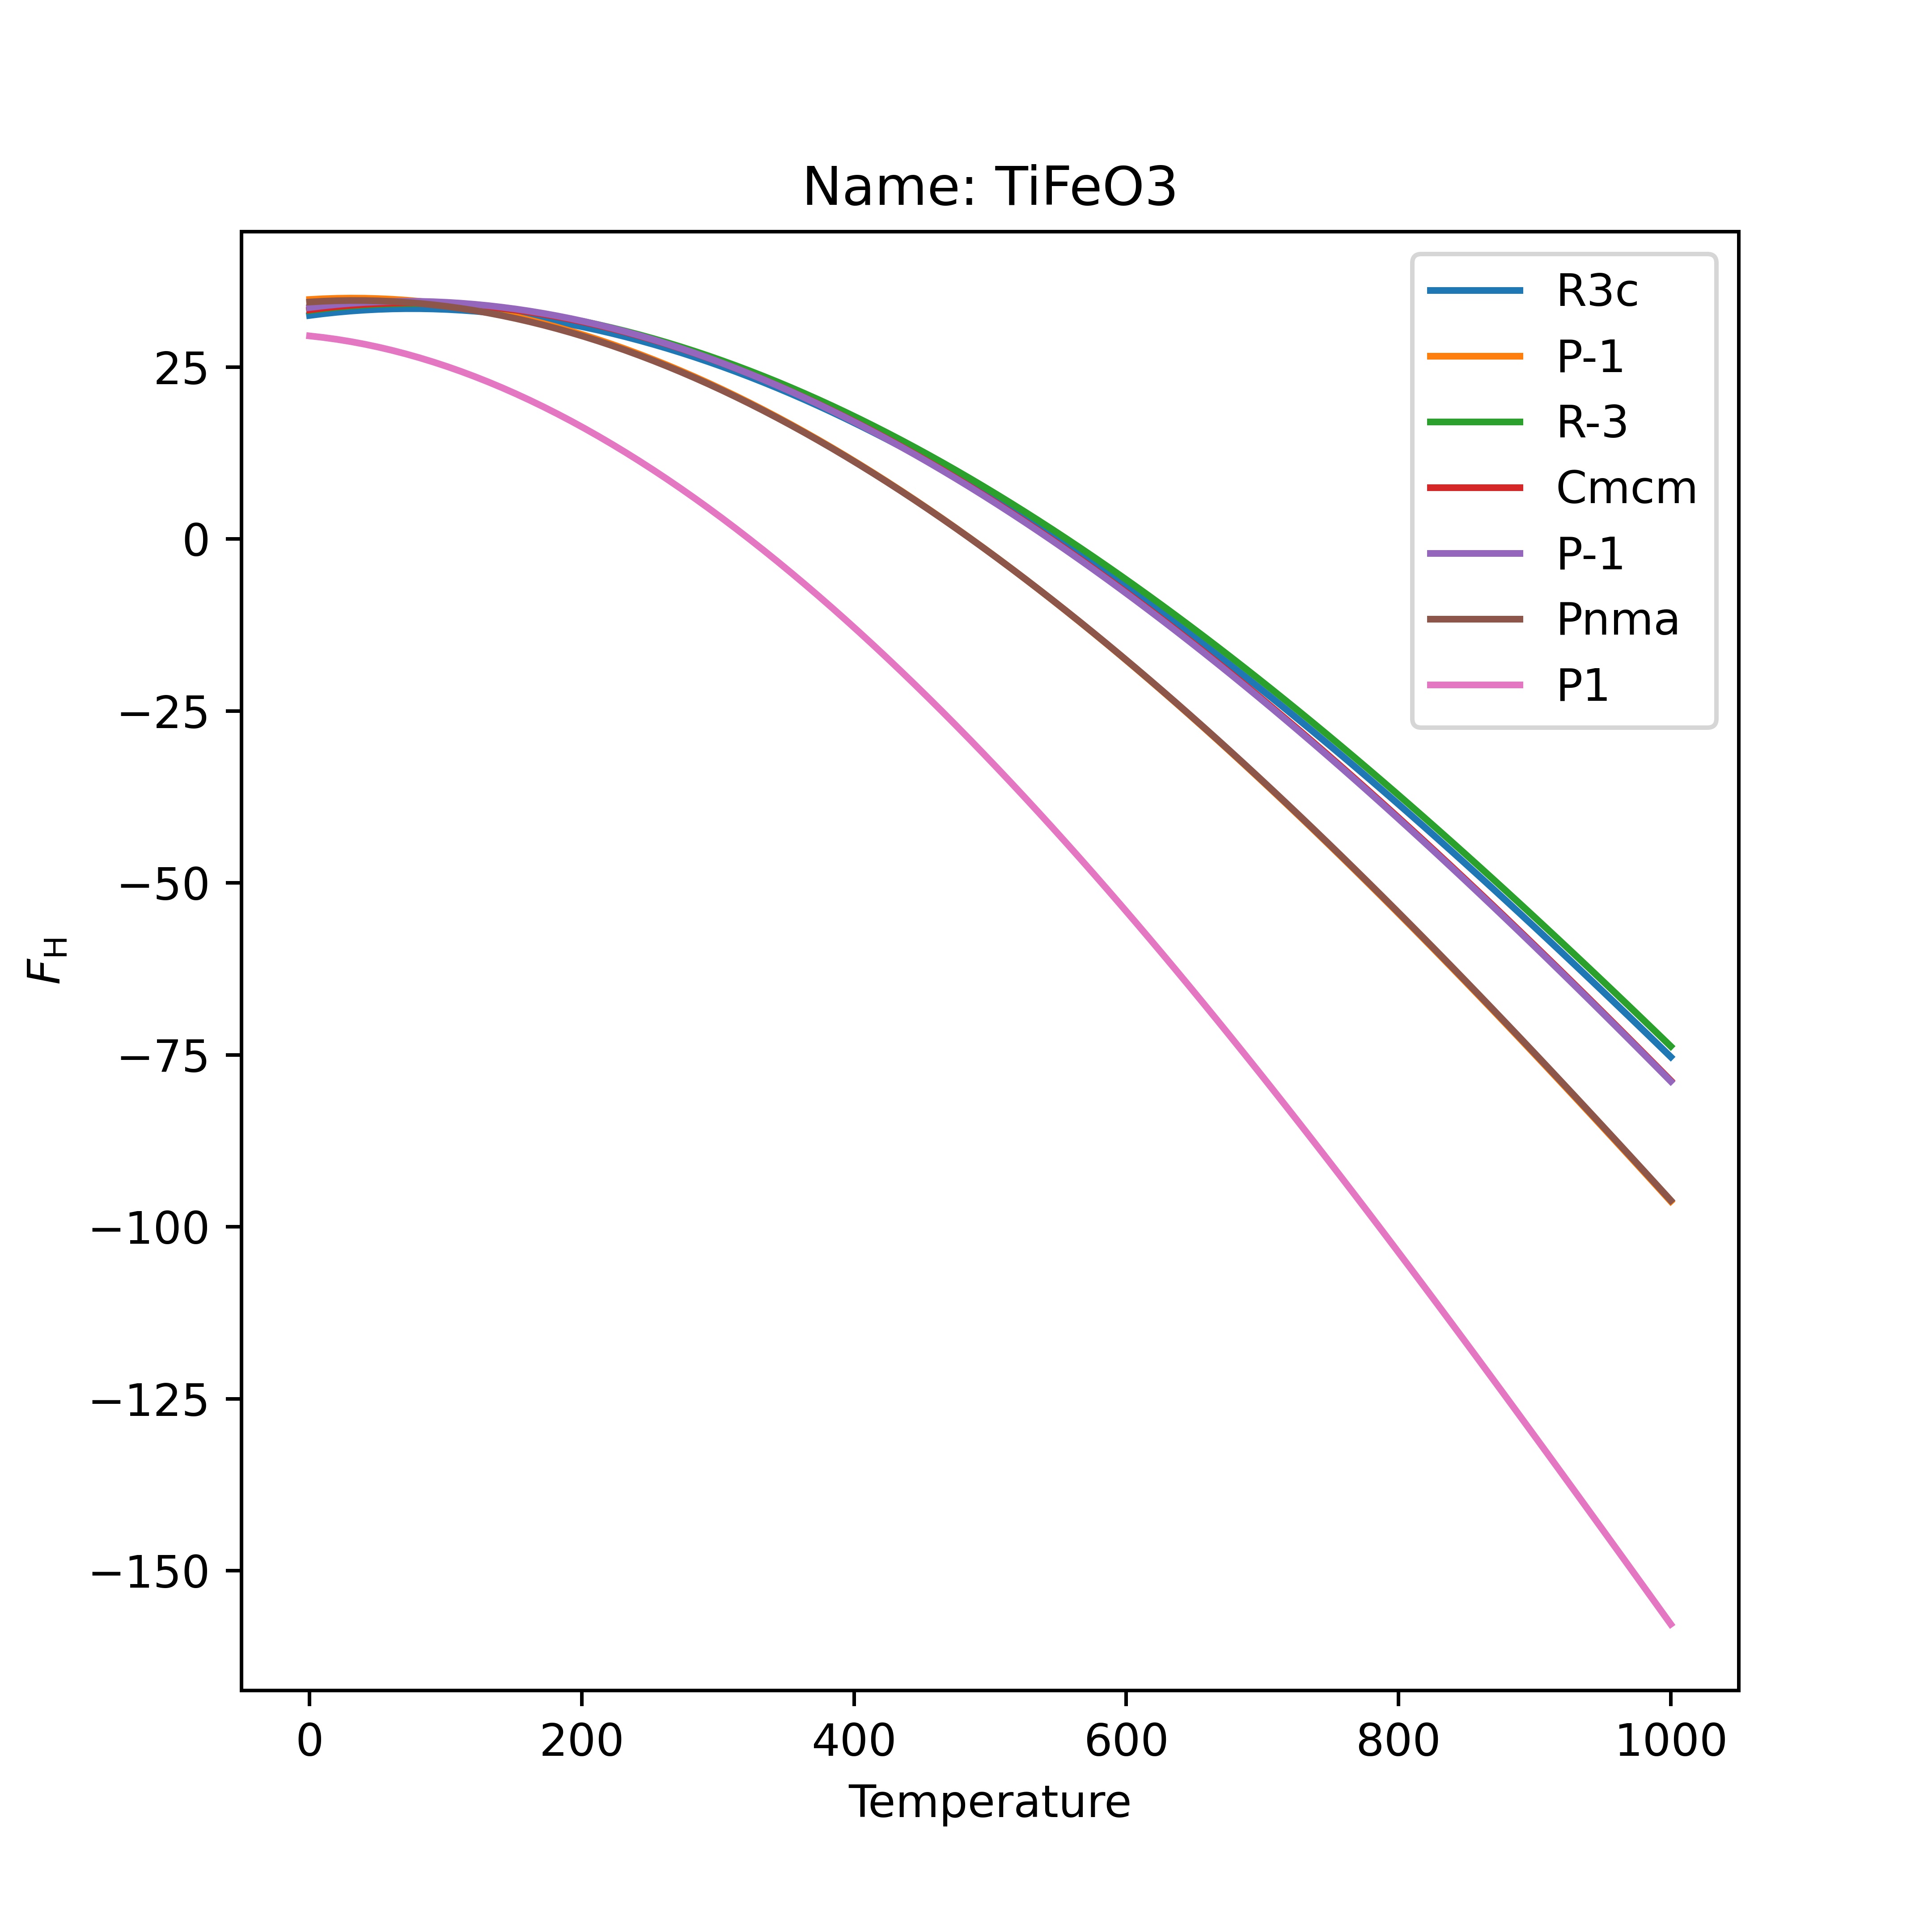 Name: TiFeO3
R3c
P-1
R-3
Cmcm
P-1
Pnma
P1
25
0
−25
−50
−75
−100
−125
−150
F_H
0 200 400 600 800 1000
Temperature